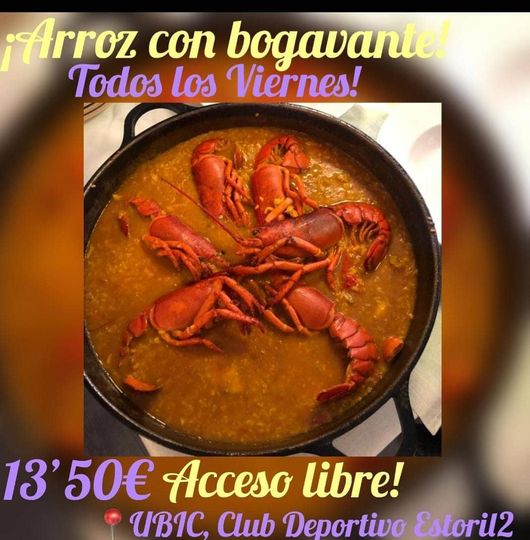 ¡Arroz con bogavante!
Todos los Viernes!
13'50€ Acceso libre!
📍 UBIC, Club Deportivo Estoril2